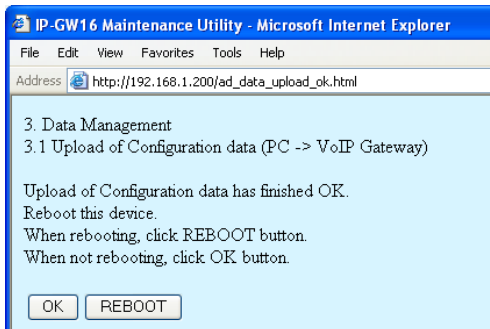 IP-GW16 Maintenance Utility - Microsoft Internet Explorer
File Edit View Favorites Tools Help
Address http://192.168.1.200/ad_data_upload_ok.html
3. Data Management
3.1 Upload of Configuration data (PC -> VoIP Gateway)
Upload of Configuration data has finished OK.
Reboot this device.
When rebooting, click REBOOT button.
When not rebooting, click OK button.
OK REBOOT